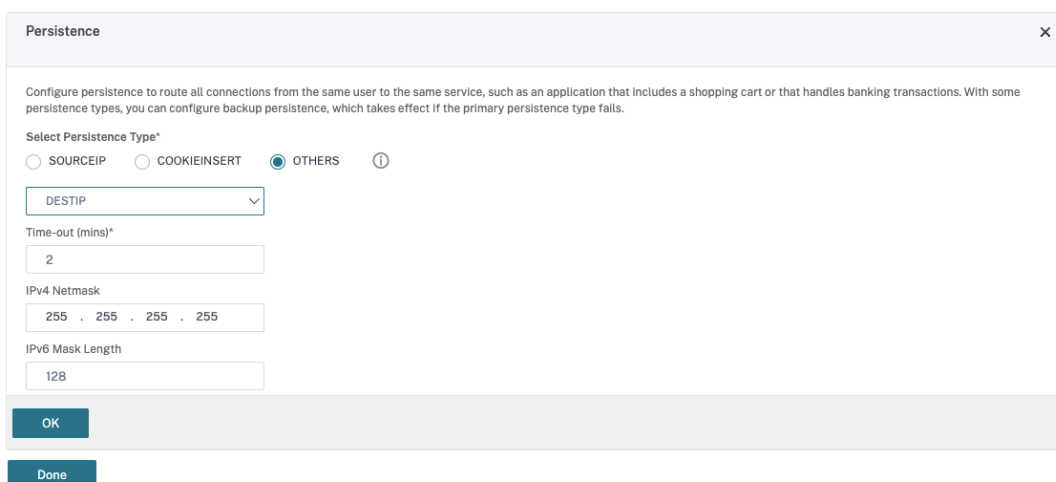 Persistence
Configure persistence to route all connections from the same user to the same service, such as an application that includes a shopping cart or that handles banking transactions. With some
persistence types, you can configure backup persistence, which takes effect if the primary persistence type fails.
Select Persistence Type*
SOURCEIP COOKIEINSERT OTHERS
DESTIP
Time-out (mins)*
2
IPv4 Netmask
255 . 255 . 255 . 255
IPv6 Mask Length
128
OK
Done